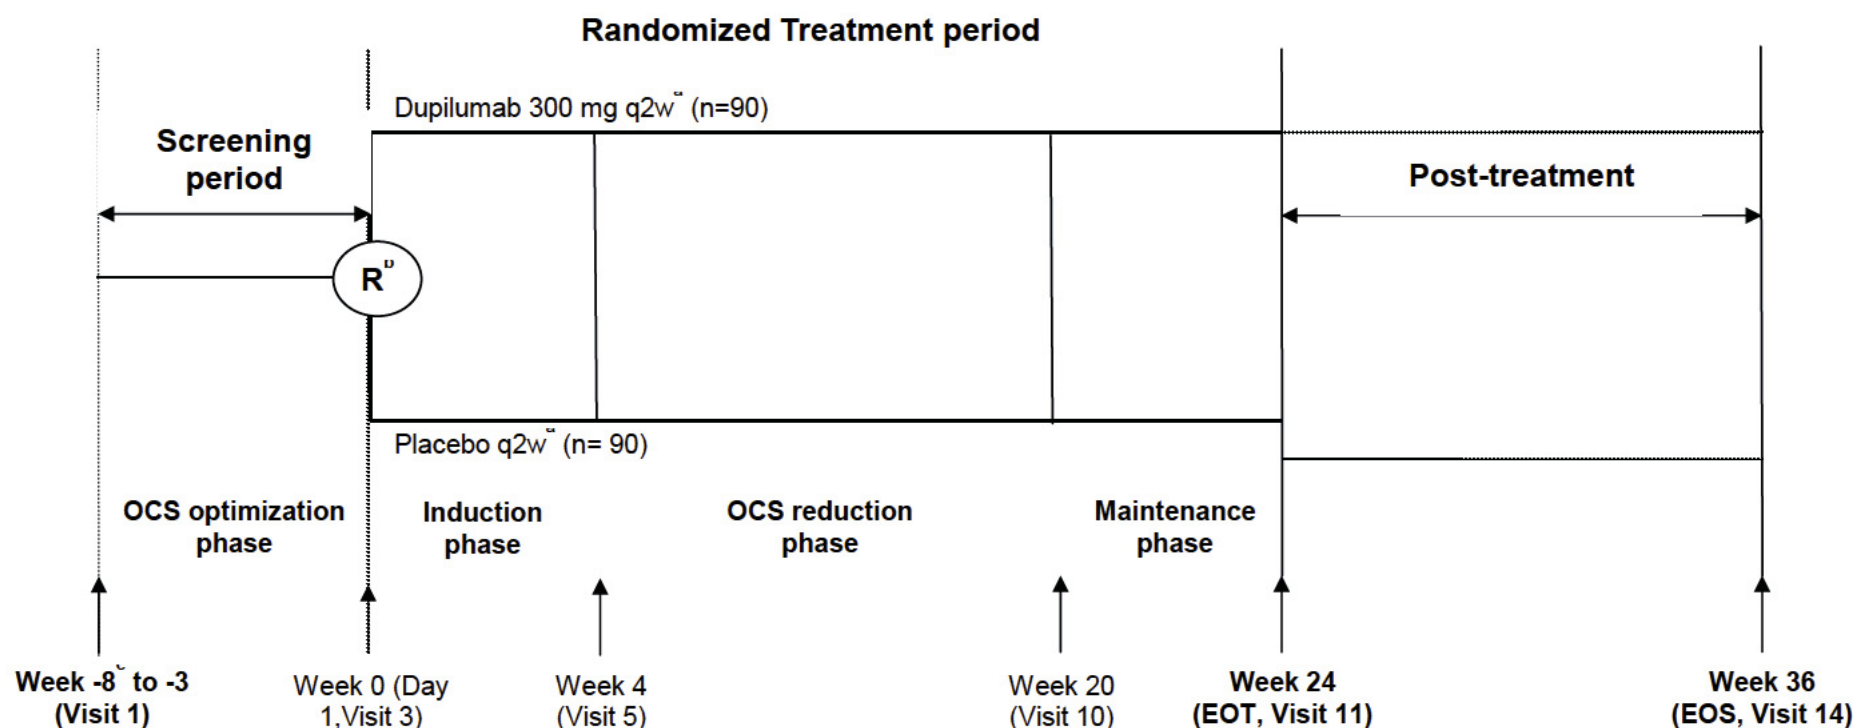 Randomized Treatment period
Dupilumab 300 mg q2w (n=90)
Screening
period
Post-treatment
R
Placebo q2w (n= 90)
OCS optimization
phase
Induction
phase
OCS reduction
phase
Maintenance
phase
Week -8 to -3
(Visit 1)
Week 0 (Day
1,Visit 3)
Week 4
(Visit 5)
Week 20
(Visit 10)
Week 24
(EOT, Visit 11)
Week 36
(EOS, Visit 14)